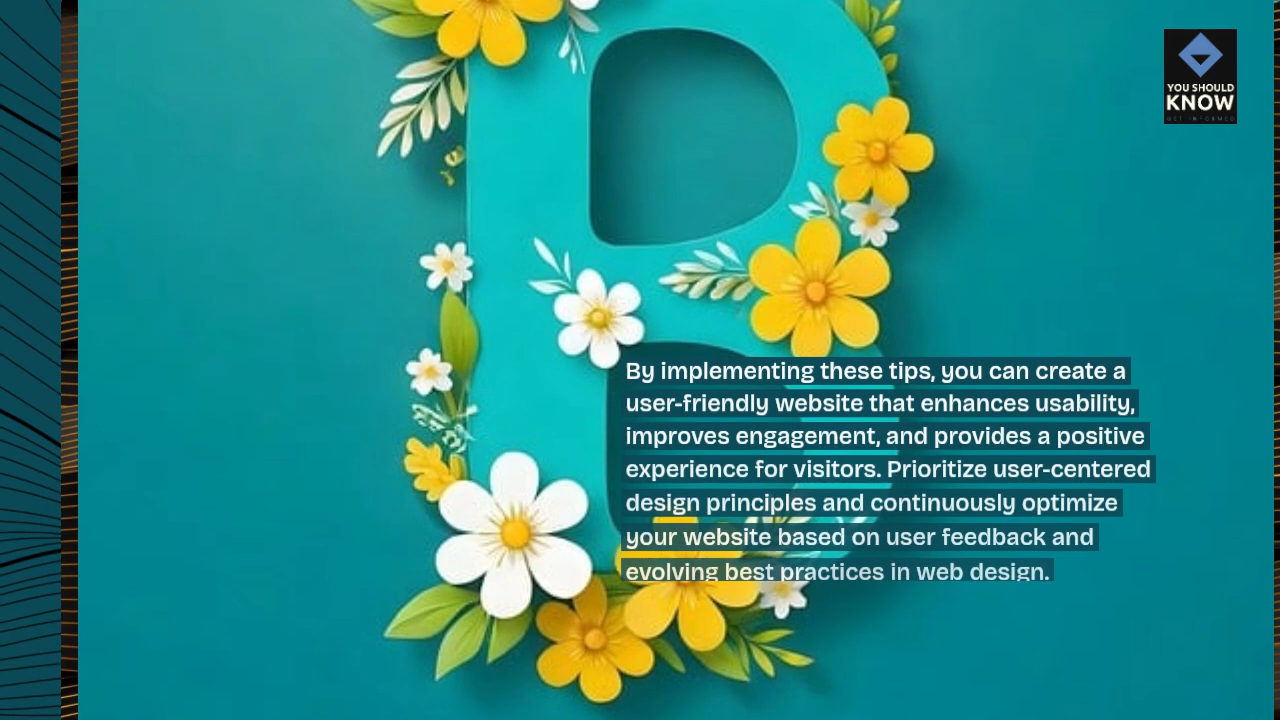 YOU SHOULD
KNOW
GET INFORMED
By implementing these tips, you can create a
user-friendly website that enhances usability,
improves engagement, and provides a positive
experience for visitors. Prioritize user-centered
design principles and continuously optimize
your website based on user feedback and
evolving best practices in web design.